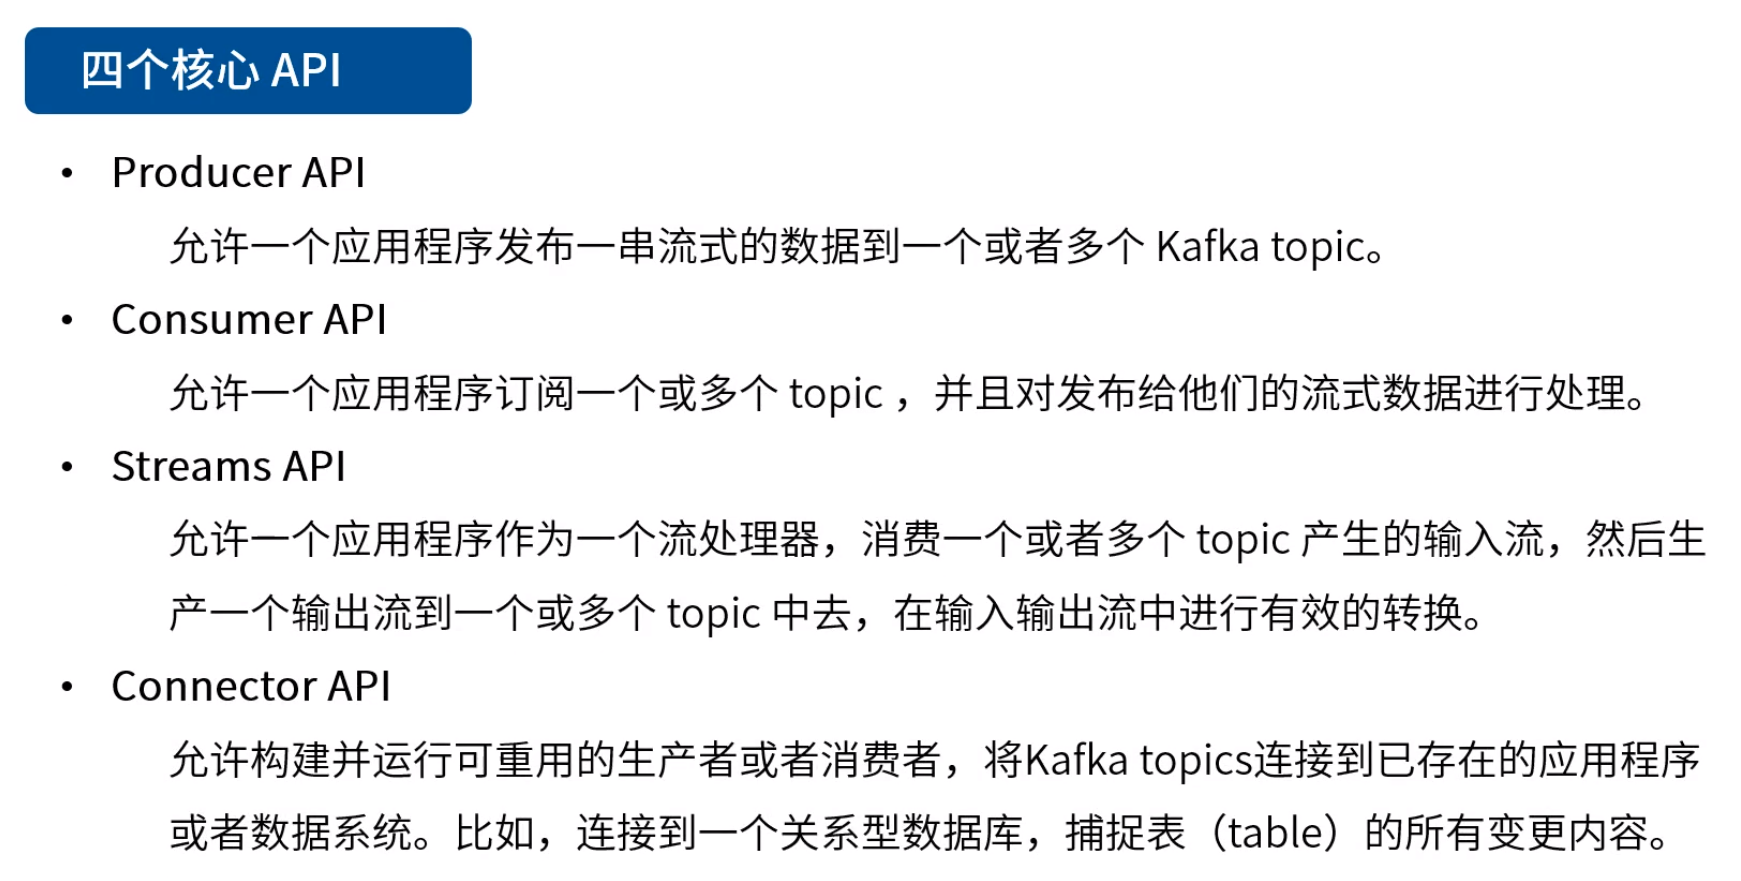 四个核心 API
• Producer API
允许一个应用程序发布一串流式的数据到一个或者多个 Kafka topic。
• Consumer API
允许一个应用程序订阅一个或多个 topic ，并且对发布给他们的流式数据进行处理。
• Streams API
允许一个应用程序作为一个流处理器，消费一个或者多个 topic 产生的输入流，然后生
产一个输出流到一个或多个 topic 中去，在输入输出流中进行有效的转换。
• Connector API
允许构建并运行可重用的生产者或者消费者，将Kafka topics连接到已存在的应用程序
或者数据系统。比如，连接到一个关系型数据库，捕捉表（table）的所有变更内容。